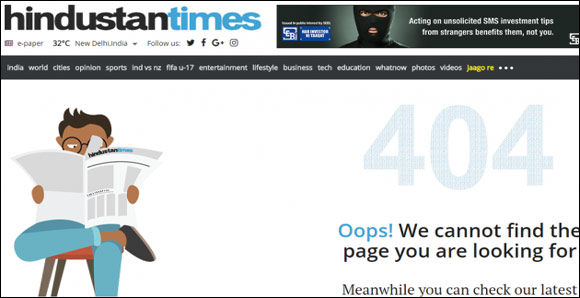 hindustantimes
Issued in public interest by SEBI
Acting on unsolicited SMS investment tips
from strangers benefits them, not you.
e-paper 32°C New Delhi,India Follow us:
india world cities opinion sports ind vs nz fifa u-17 entertainment lifestyle business tech education whatnow photos videos jaago re
404
hindustantimes
Oops! We cannot find the
page you are looking for
Meanwhile you can check our latest